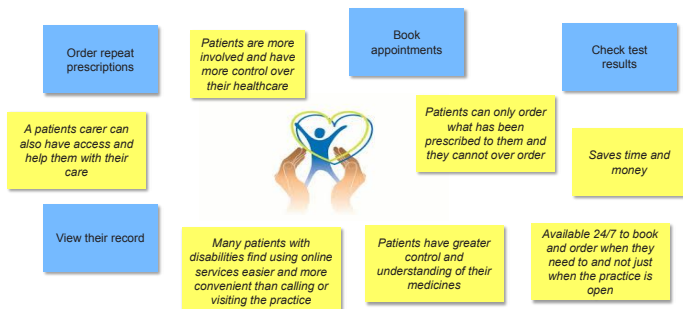 Order repeat
prescriptions
Patients are more
involved and have
more control over
their healthcare
Book
appointments
Check test
results
A patients carer can
also have access and
help them with their
care
Patients can only order
what has been
prescribed to them and
they cannot over order
Saves time and
money
View their record
Many patients with
disabilities find using online
services easier and more
convenient than calling or
visiting the practice
Patients have greater
control and
understanding of their
medicines
Available 24/7 to book
and order when they
need to and not just
when the practice is
open